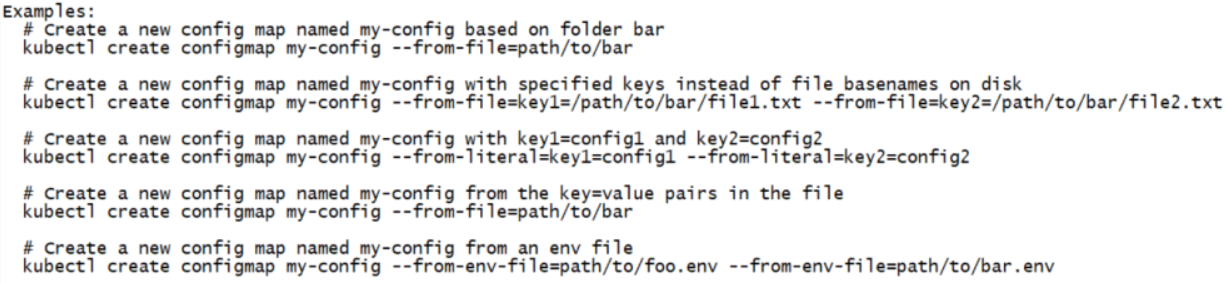 Examples:
# Create a new config map named my-config based on folder bar
kubectl create configmap my-config --from-file=path/to/bar
# Create a new config map named my-config with specified keys instead of file basenames on disk
kubectl create configmap my-config --from-file=key1=/path/to/bar/file1.txt --from-file=key2=/path/to/bar/file2.txt
# Create a new config map named my-config with key1=config1 and key2=config2
kubectl create configmap my-config --from-literal=key1=config1 --from-literal=key2=config2
# Create a new config map named my-config from the key=value pairs in the file
kubectl create configmap my-config --from-file=path/to/bar
# Create a new config map named my-config from an env file
kubectl create configmap my-config --from-env-file=path/to/foo.env --from-env-file=path/to/bar.env